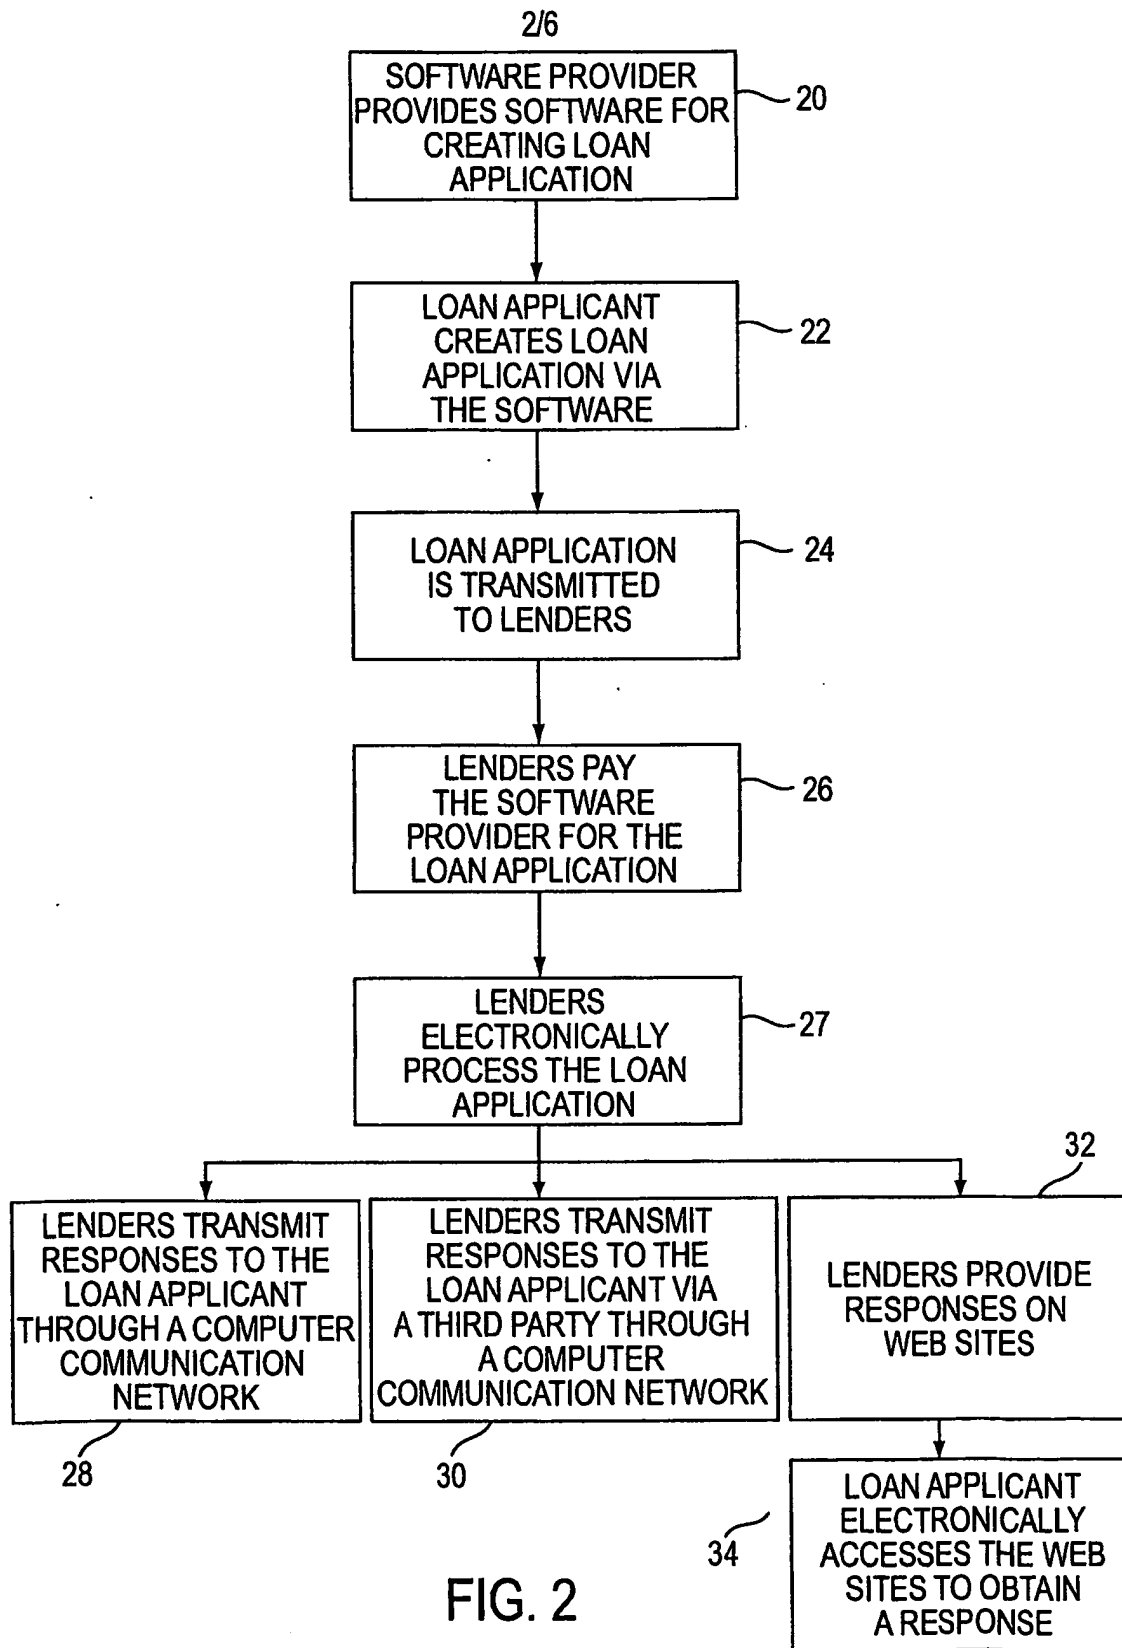 2/6
SOFTWARE PROVIDER
PROVIDES SOFTWARE FOR
CREATING LOAN
APPLICATION
20
LOAN APPLICANT
CREATES LOAN
APPLICATION VIA
THE SOFTWARE
22
LOAN APPLICATION
IS TRANSMITTED
TO LENDERS
24
LENDERS PAY
THE SOFTWARE
PROVIDER FOR THE
LOAN APPLICATION
26
LENDERS
ELECTRONICALLY
PROCESS THE LOAN
APPLICATION
27
LENDERS TRANSMIT
RESPONSES TO THE
LOAN APPLICANT
THROUGH A COMPUTER
COMMUNICATION
NETWORK
28
LENDERS TRANSMIT
RESPONSES TO THE
LOAN APPLICANT VIA
A THIRD PARTY THROUGH
A COMPUTER
COMMUNICATION NETWORK
30
32
LENDERS PROVIDE
RESPONSES ON
WEB SITES
34
LOAN APPLICANT
ELECTRONICALLY
ACCESSES THE WEB
SITES TO OBTAIN
A RESPONSE
FIG. 2